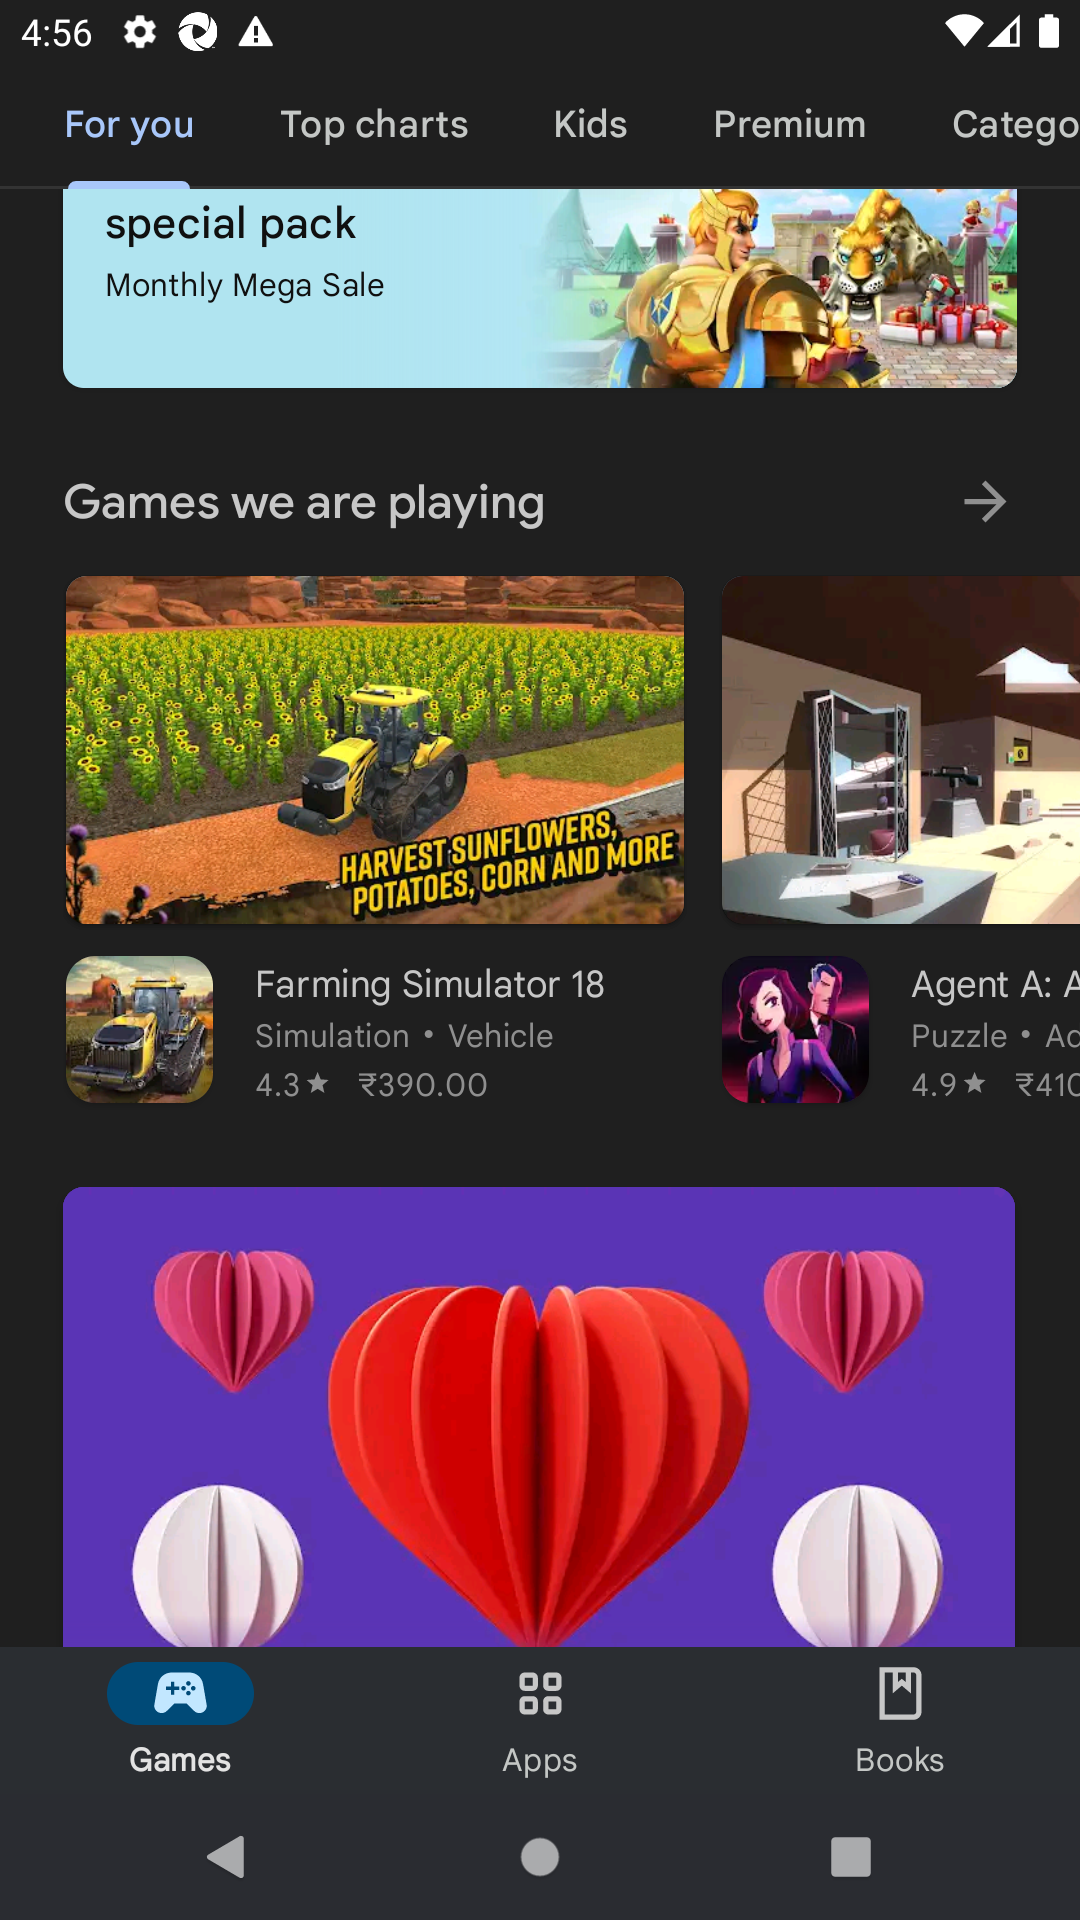 4:56
For you
Top charts
Kids
Premium
Catego
special pack
Monthly Mega Sale
Games we are playing
HARVEST SUNFLOWERS,
POTATOES, CORN AND MORE
Farming Simulator 18
Simulation • Vehicle
4.3★ ₹390.00
Agent A: A
Puzzle • Ad
4.9★ ₹410
Games
Apps
Books